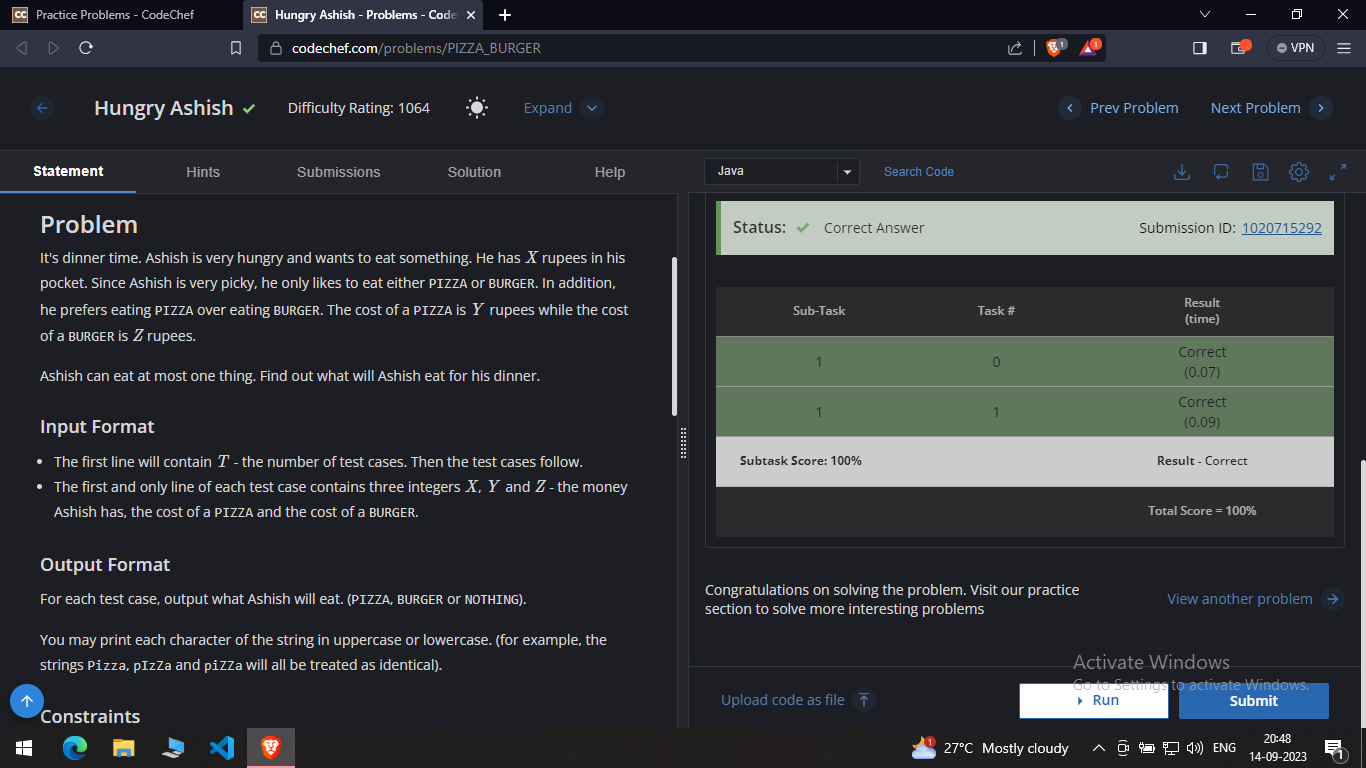 Practice Problems - CodeChef
Hungry Ashish - Problems - Code
codechef.com/problems/PIZZA_BURGER
1
1
VPN
Hungry Ashish
Difficulty Rating: 1064
Expand
Prev Problem
Next Problem
Statement
Hints
Submissions
Solution
Help
Java
Search Code
Problem
It's dinner time. Ashish is very hungry and wants to eat something. He has X rupees in his
pocket. Since Ashish is very picky, he only likes to eat either PIZZA or BURGER. In addition,
he prefers eating PIZZA over eating BURGER. The cost of a PIZZA is Y rupees while the cost
of a BURGER is Z rupees.
Ashish can eat at most one thing. Find out what will Ashish eat for his dinner.
Input Format
• The first line will contain T - the number of test cases. Then the test cases follow.
• The first and only line of each test case contains three integers X, Y and Z - the money
Ashish has, the cost of a PIZZA and the cost of a BURGER.
Output Format
For each test case, output what Ashish will eat. (PIZZA, BURGER or NOTHING).
You may print each character of the string in uppercase or lowercase. (for example, the
strings Pizza, pIzZa and piZZa will all be treated as identical).
Constraints
Status: Correct Answer
Submission ID: 1020715292
Sub-Task Task # Result
(time)
1 0 Correct
(0.07)
1 1 Correct
(0.09)
Subtask Score: 100% Result - Correct
Total Score = 100%
Congratulations on solving the problem. Visit our practice
section to solve more interesting problems
View another problem
Activate Windows
Go to Settings to activate Windows.
Upload code as file
Run
Submit
1
27°C Mostly cloudy
ENG
20:48
14-09-2023
1